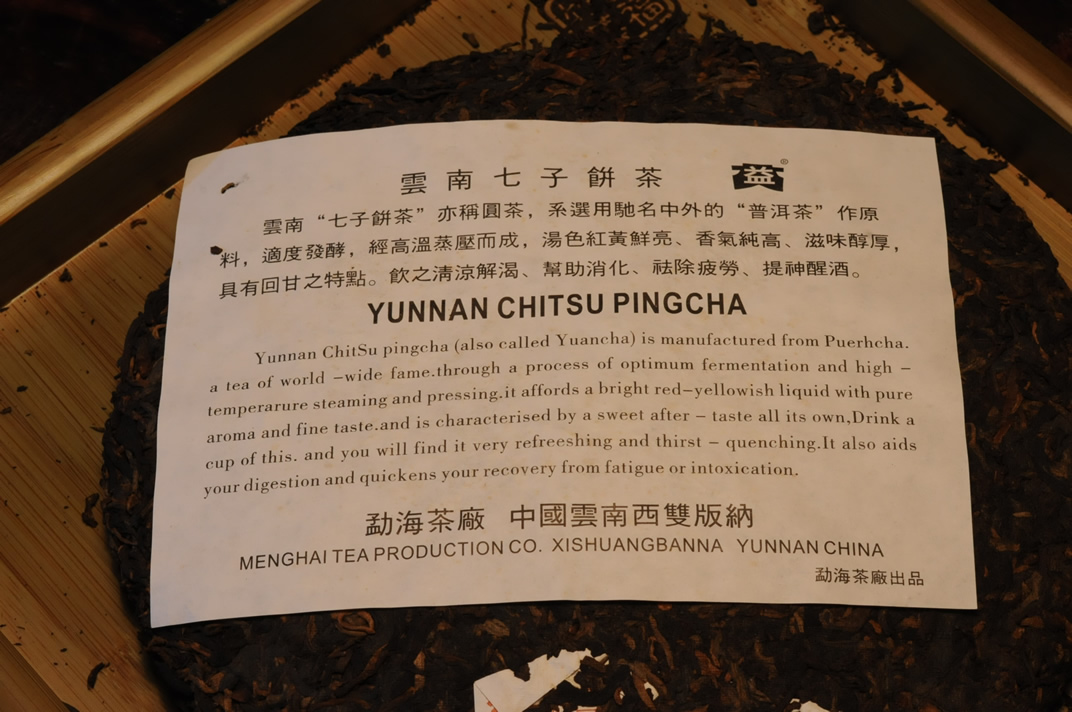 福
雲南七子餅茶 益®
雲南“七子餅茶”亦稱圓茶，系選用馳名中外的“普洱茶”作原
料，適度發酵，經高溫蒸壓而成，湯色紅黃鮮亮、香氣純高、滋味醇厚，
具有回甘之特點。飲之淸涼解渴、幫助消化、祛除疲勞、提神醒酒。
YUNNAN CHITSU PINGCHA
Yunnan ChitSu pingcha (also called Yuancha) is manufactured from Puerhcha.
a tea of world –wide fame.through a process of optimum fermentation and high –
temperarure steaming and pressing.it affords a bright red–yellowish liquid with pure
aroma and fine taste.and is characterised by a sweet after – taste all its own,Drink a
cup of this. and you will find it very refreeshing and thirst – quenching.It also aids
your digestion and quickens your recovery from fatigue or intoxication.
勐海茶廠 中國雲南西雙版納
MENGHAI TEA PRODUCTION CO. XISHUANGBANNA YUNNAN CHINA
勐海茶廠出品